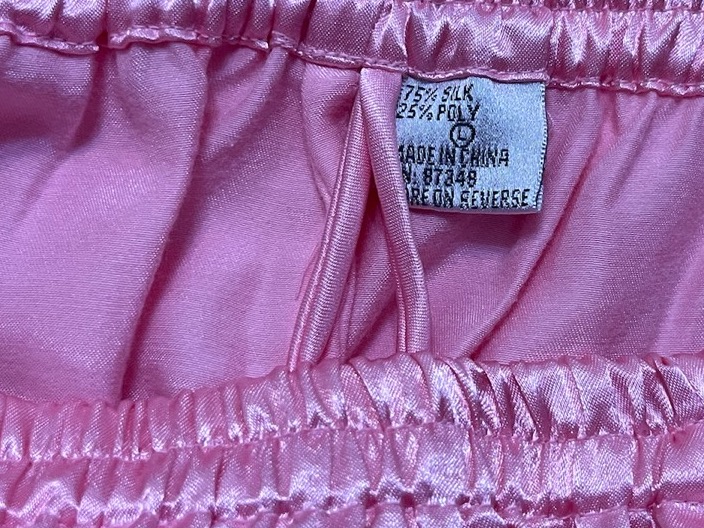 75% SILK
25% POLY
L
MADE IN CHINA
N: 87348
ARE ON REVERSE